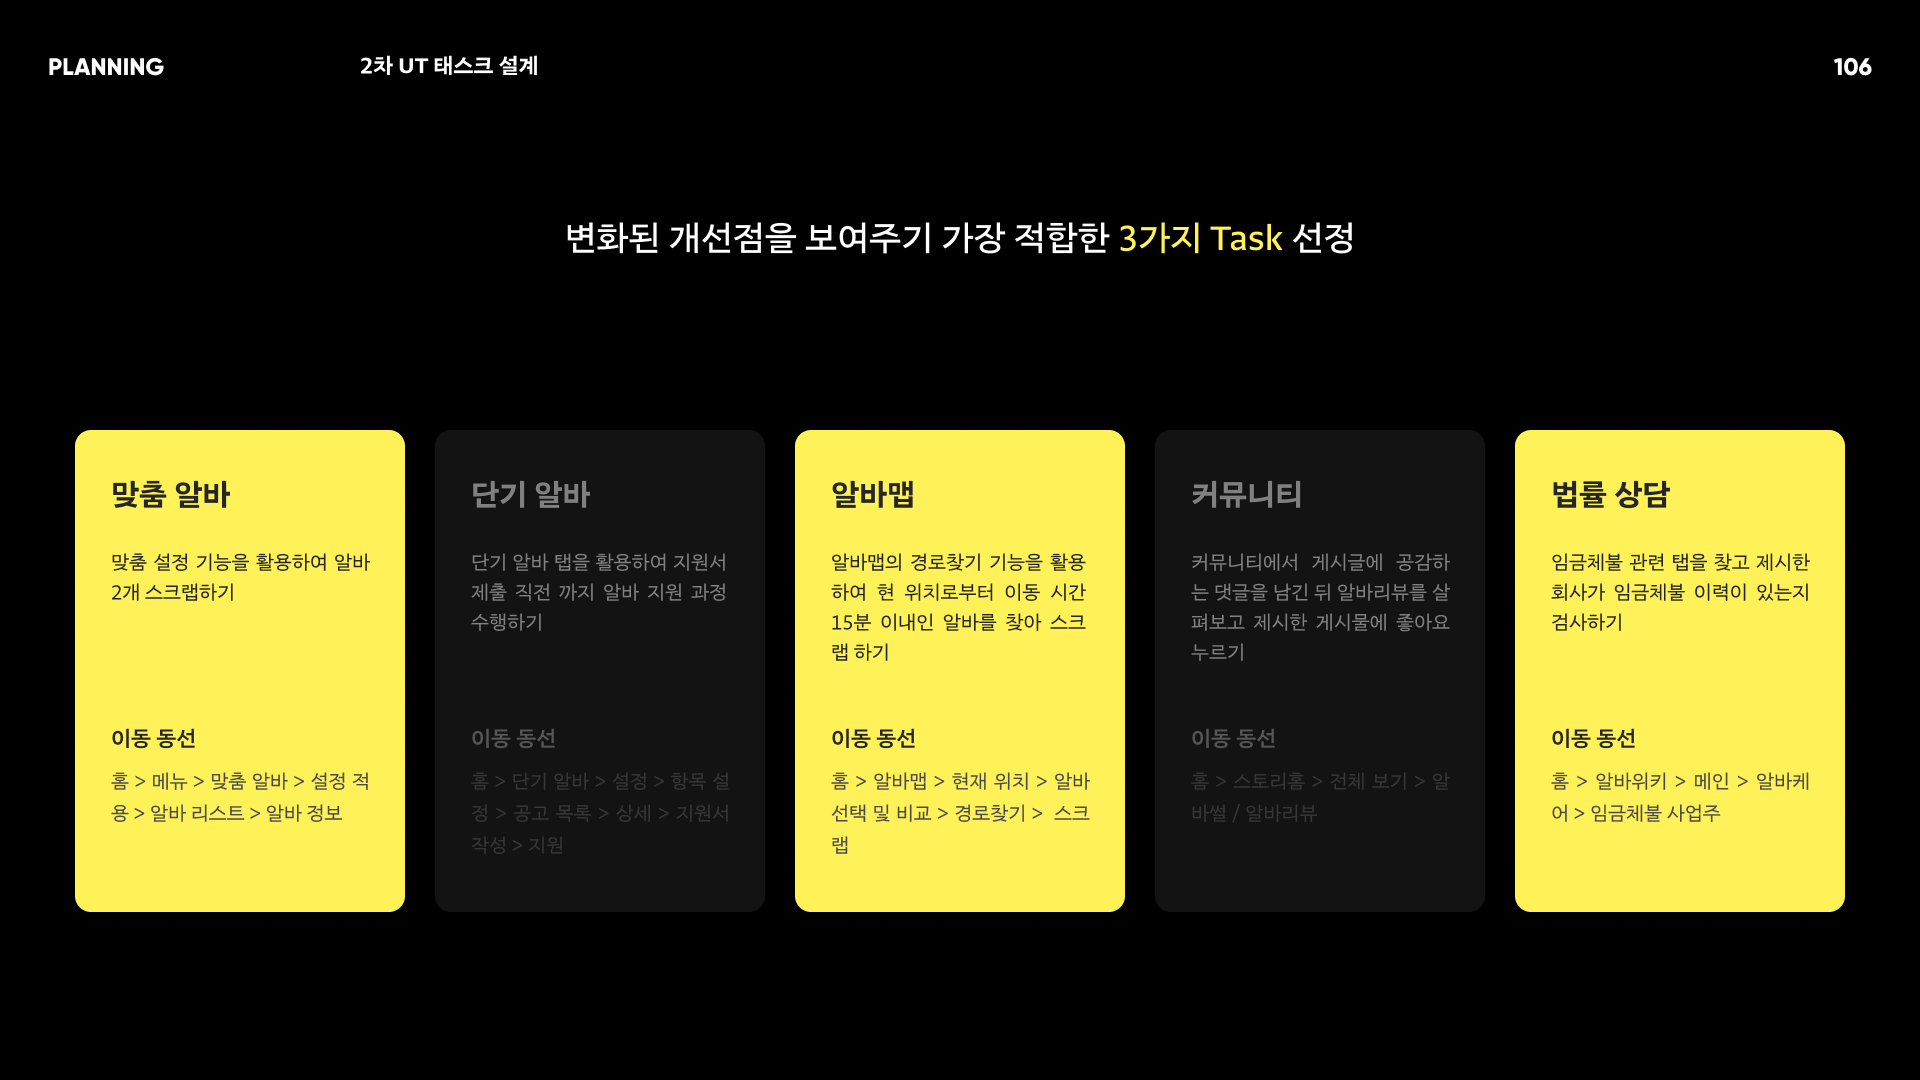 PLANNING
2차 UT 태스크 설계
106
변화된 개선점을 보여주기 가장 적합한 3가지 Task 선정
맞춤 알바
맞춤 설정 기능을 활용하여 알바
2개 스크랩하기
이동 동선
홈 > 메뉴 > 맞춤 알바 > 설정 적
용 > 알바 리스트 > 알바 정보
단기 알바
단기 알바 탭을 활용하여 지원서
제출 직전 까지 알바 지원 과정
수행하기
이동 동선
홈 > 단기 알바 > 설정 > 항목 설
정 > 공고 목록 > 상세 > 지원서
작성 > 지원
알바맵
알바맵의 경로찾기 기능을 활용
하여 현 위치로부터 이동 시간
15분 이내인 알바를 찾아 스크
랩 하기
이동 동선
홈 > 알바맵 > 현재 위치 > 알바
선택 및 비교 > 경로찾기 > 스크
랩
커뮤니티
커뮤니티에서 게시글에 공감하
는 댓글을 남긴 뒤 알바리뷰를 살
펴보고 제시한 게시물에 좋아요
누르기
이동 동선
홈 > 스토리홈 > 전체 보기 > 알
바썰 / 알바리뷰
법률 상담
임금체불 관련 탭을 찾고 제시한
회사가 임금체불 이력이 있는지
검사하기
이동 동선
홈 > 알바위키 > 메인 > 알바케
어 > 임금체불 사업주